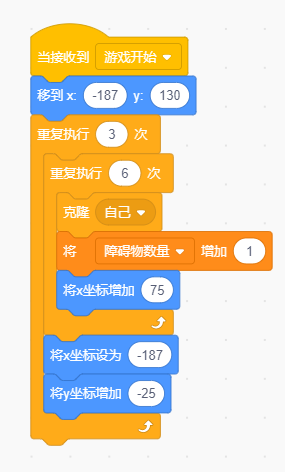 当接收到 游戏开始
移到 x: -187 y: 130
重复执行 3 次
重复执行 6 次
克隆 自己
将 障碍物数量 增加 1
将x坐标增加 75
将x坐标设为 -187
将y坐标增加 -25